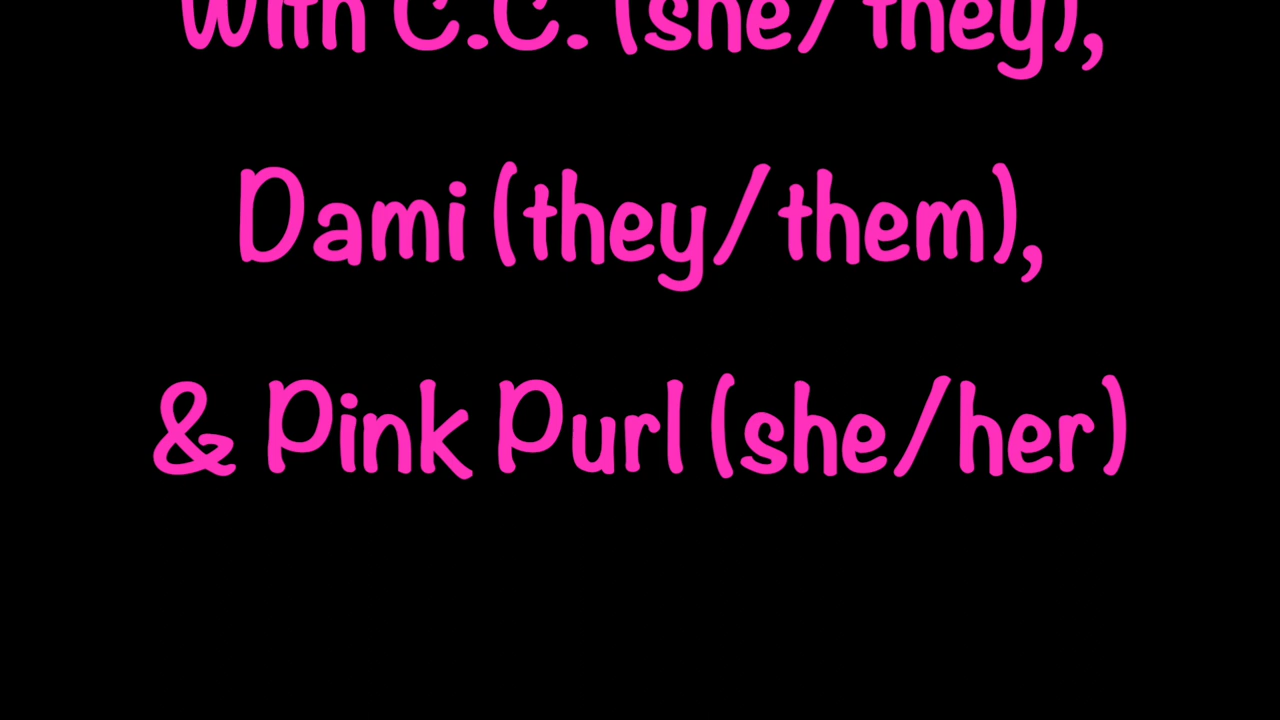 With C.C. (she/they),
Dami (they/them),
& Pink Purl (she/her)